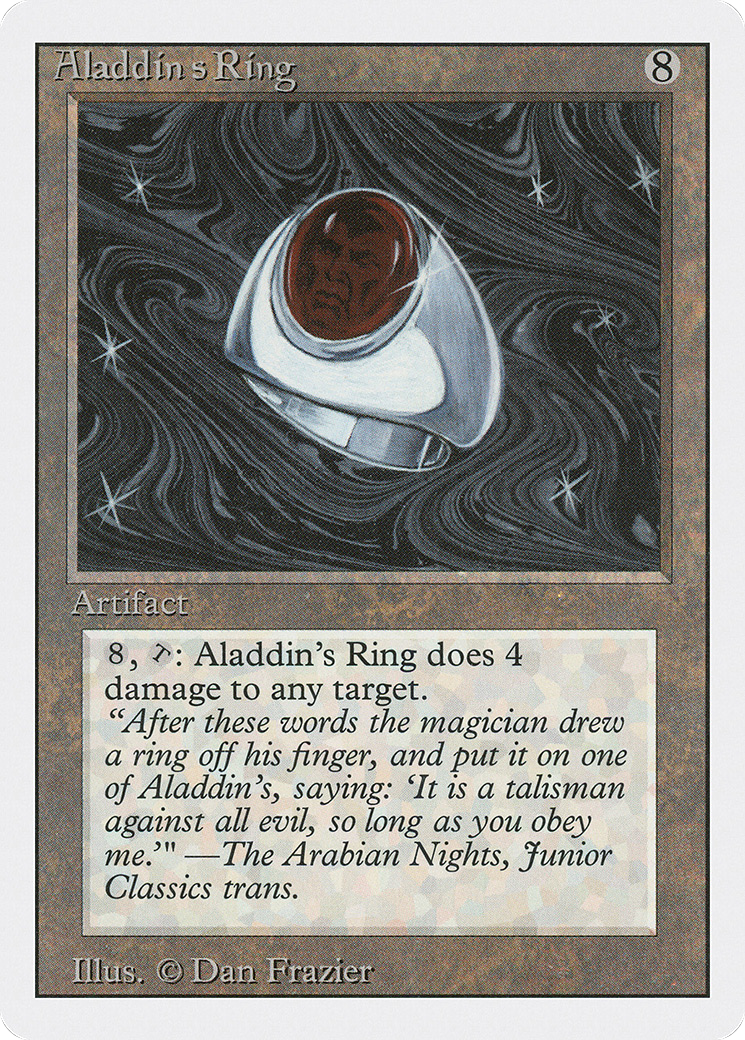 Aladdin's Ring 8
Artifact
8, T: Aladdin’s Ring does 4
damage to any target.
“After these words the magician drew
a ring off his finger, and put it on one
of Aladdin’s, saying: ‘It is a talisman
against all evil, so long as you obey
me.’" —The Arabian Nights, Junior
Classics trans.
Illus. © Dan Frazier